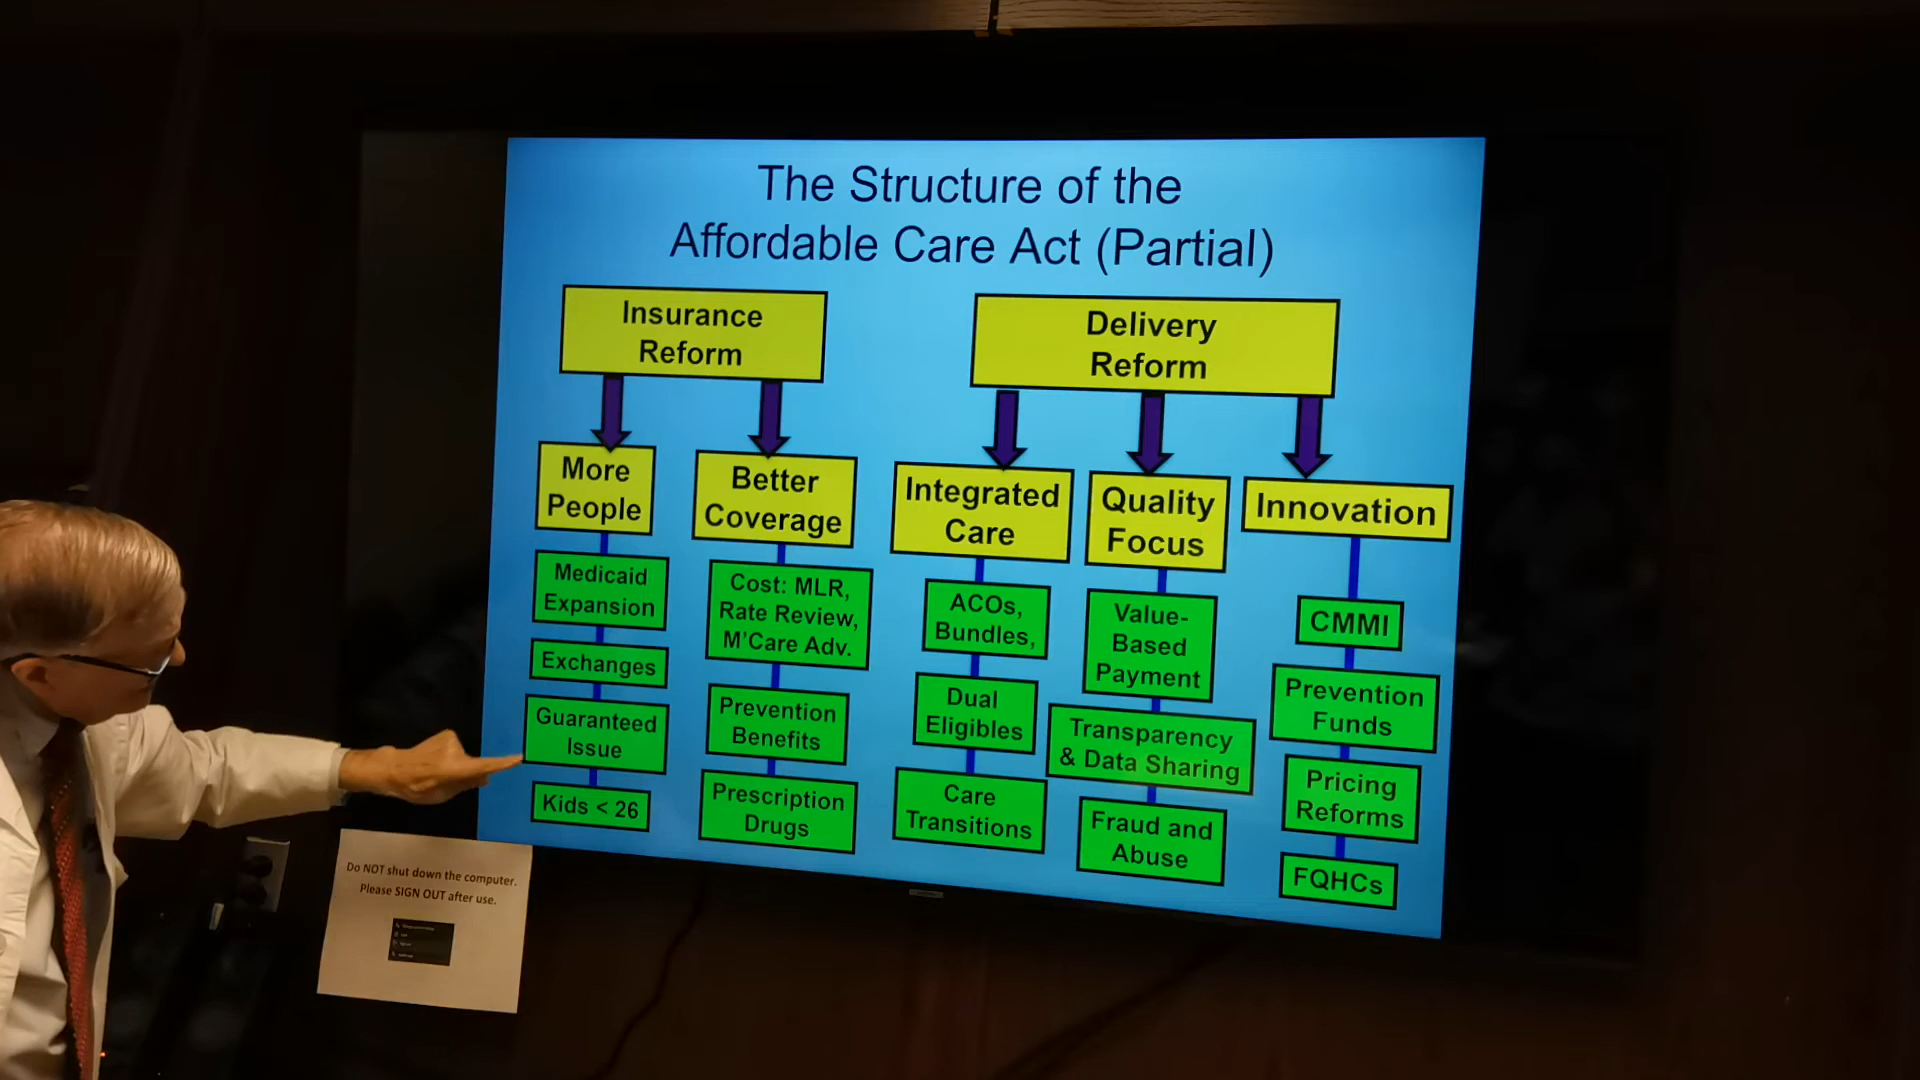 The Structure of the
Affordable Care Act (Partial)
Insurance
Reform
Delivery
Reform
More
People
Better
Coverage
Integrated
Care
Quality
Focus
Innovation
Medicaid
Expansion
Exchanges
Guaranteed
Issue
Kids < 26
Cost: MLR,
Rate Review,
M'Care Adv.
Prevention
Benefits
Prescription
Drugs
ACOs,
Bundles,
Dual
Eligibles
Care
Transitions
Value-
Based
Payment
Transparency
& Data Sharing
Fraud and
Abuse
CMMI
Prevention
Funds
Pricing
Reforms
FQHCs
Do NOT shut down the computer.
Please SIGN OUT after use.